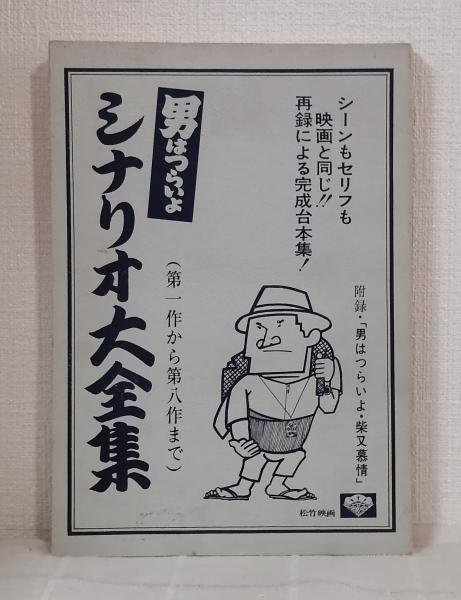 シーンもセリフも
映画と同じ!!
再録による完成台本集!
男はつらいよ
シナリオ大全集
(第一作から第八作まで)
附録・「男はつらいよ・柴又慕情」
松竹映画